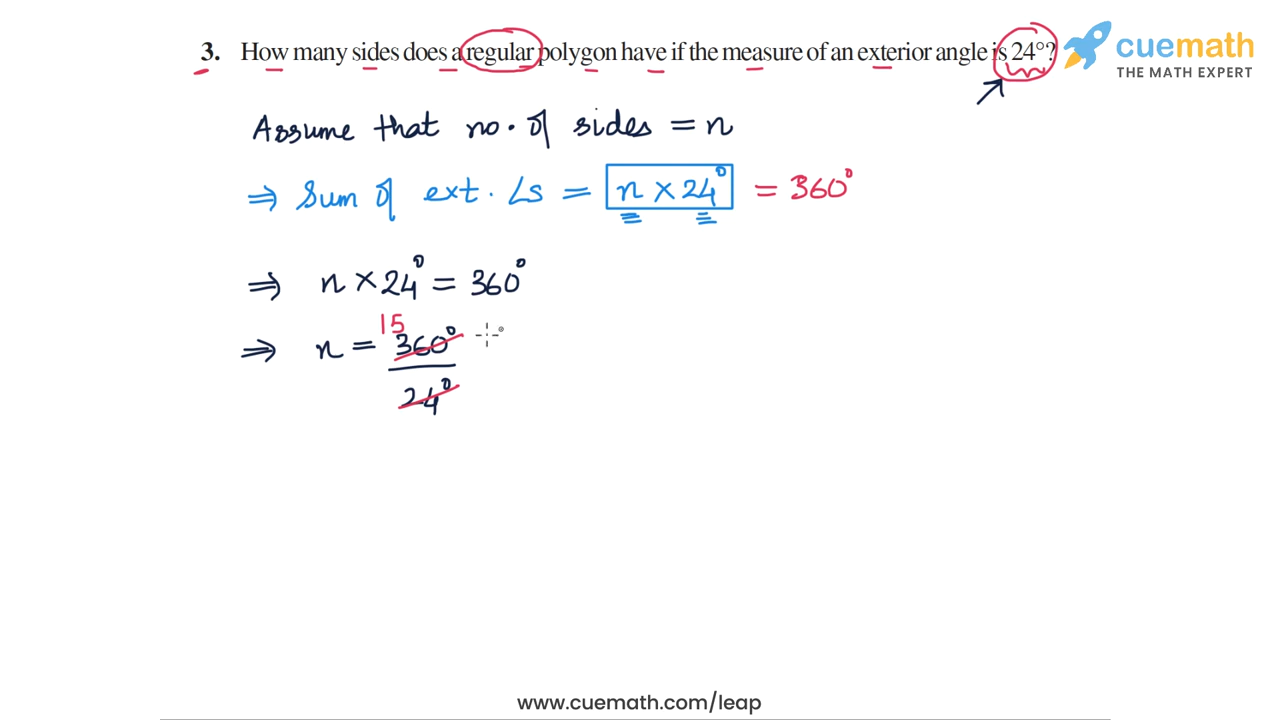 3. How many sides does a regular polygon have if the measure of an exterior angle is 24°?
cuemath
THE MATH EXPERT
Assume that no. of sides = n
⇒ Sum of ext. ∠s = n × 24° = 360°
⇒ n × 24° = 360°
15
⇒ n = 360°
24°
www.cuemath.com/leap